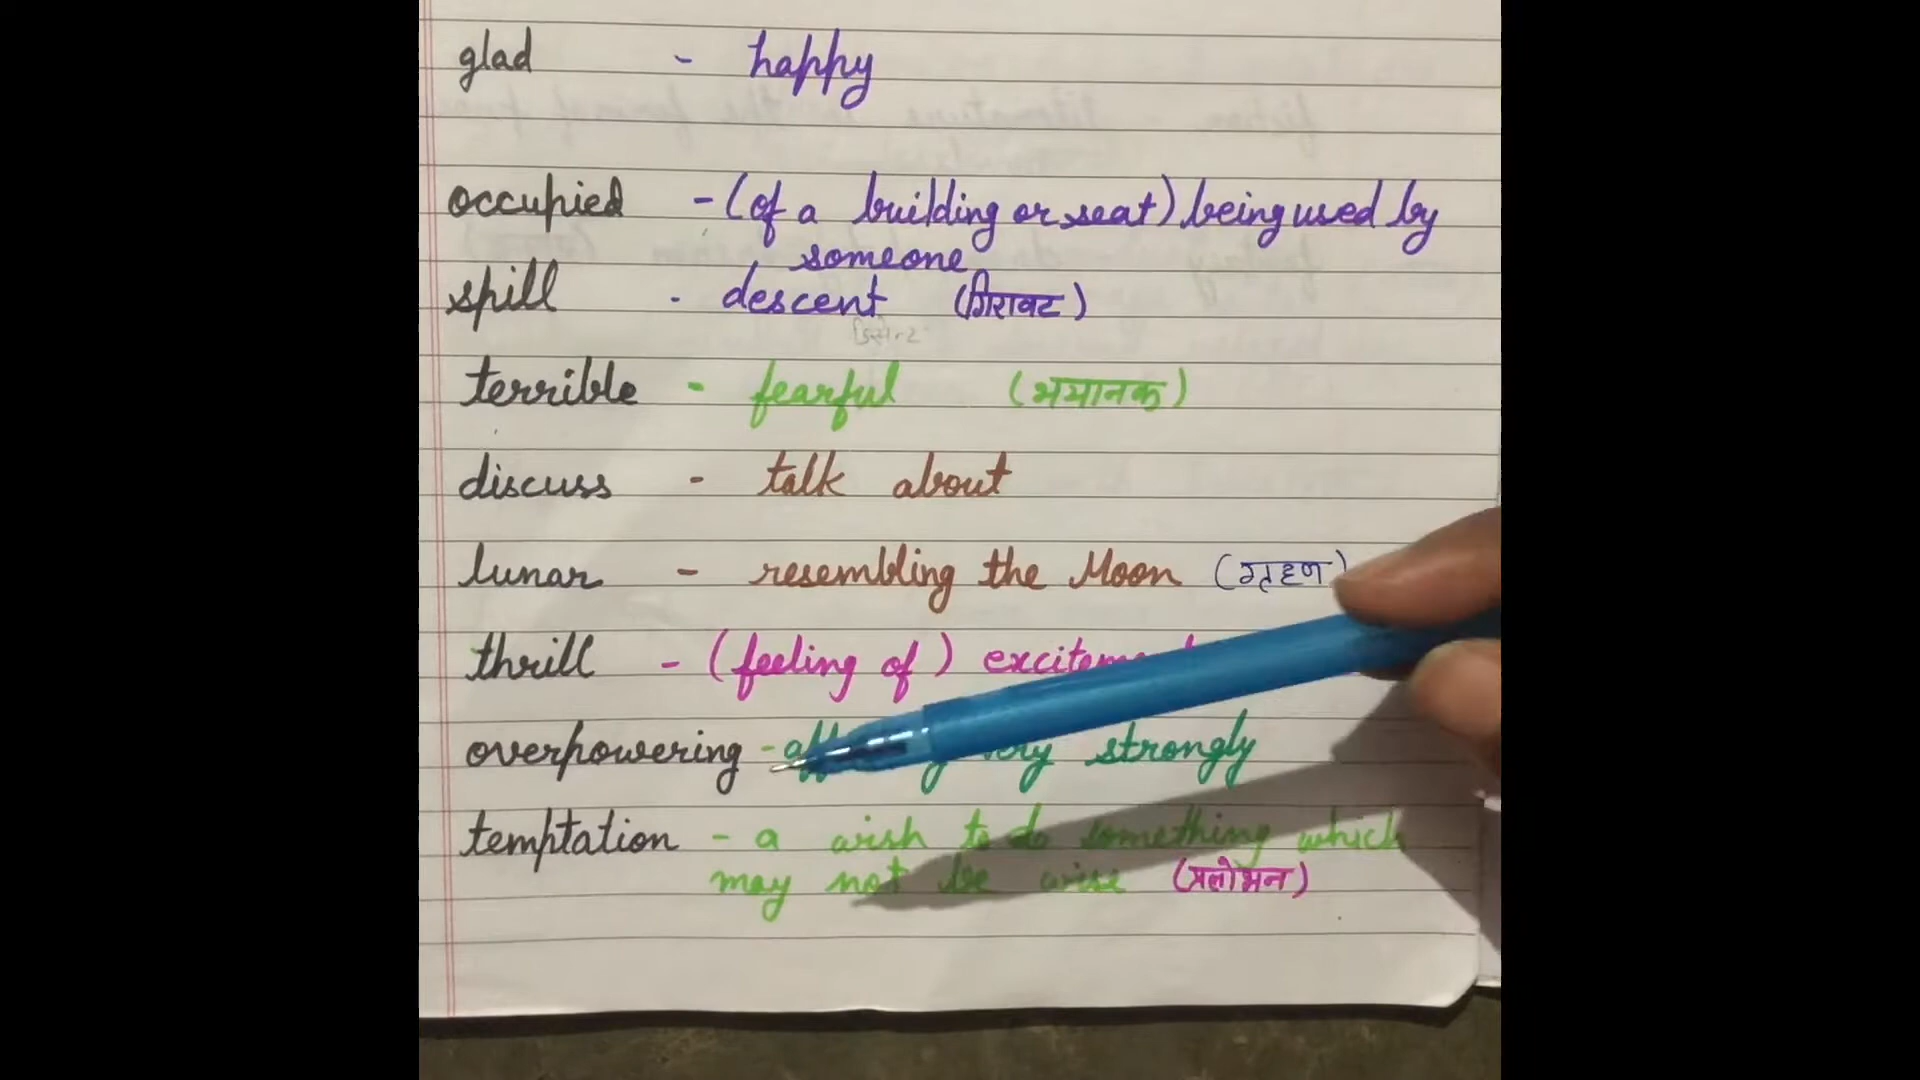 glad - happy
occupied - (of a building or seat) being used by
someone
spill - descent (गिरावट)
terrible - fearful (भयानक)
discuss - talk about
lunar - resembling the Moon (ग्रहण)
thrill - (feeling of)
overpowering - very strongly
temptation - a wish to do something which
may not be wise (प्रलोभन)